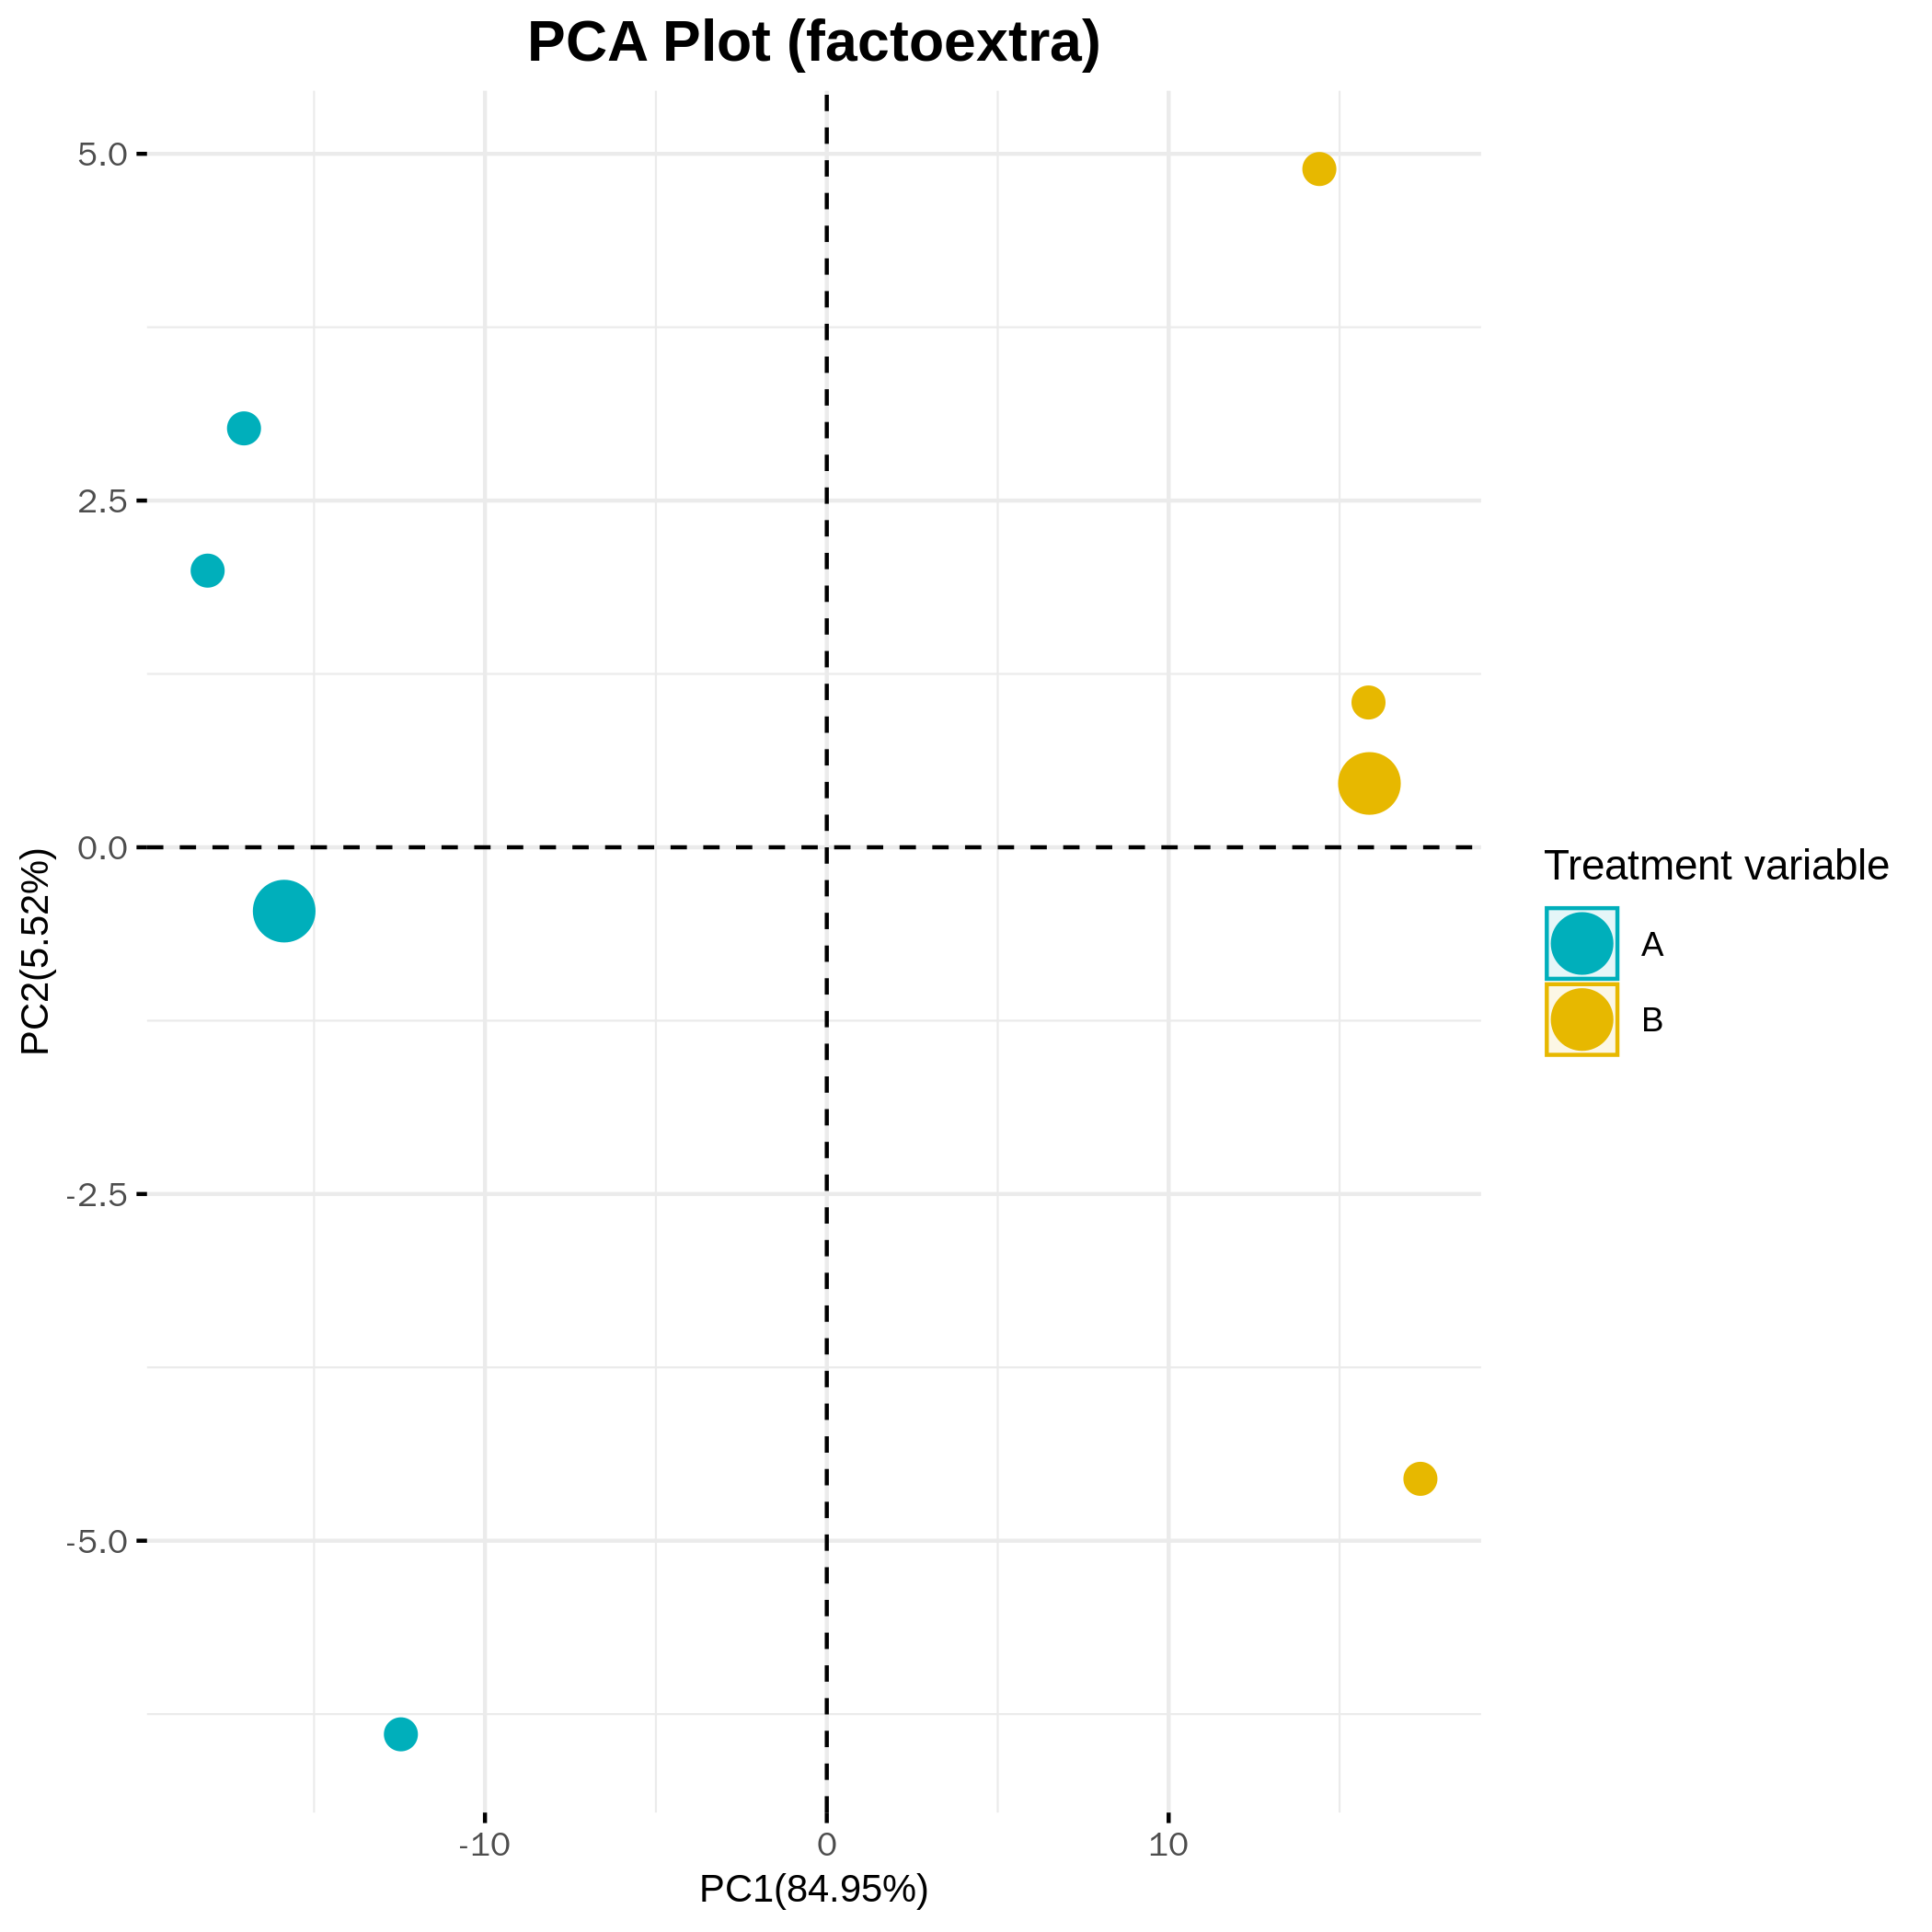 PCA Plot (factoextra)
5.0
2.5
0.0
-2.5
-5.0
PC2(5.52%)
-10
0
10
PC1(84.95%)
Treatment variable
A
B